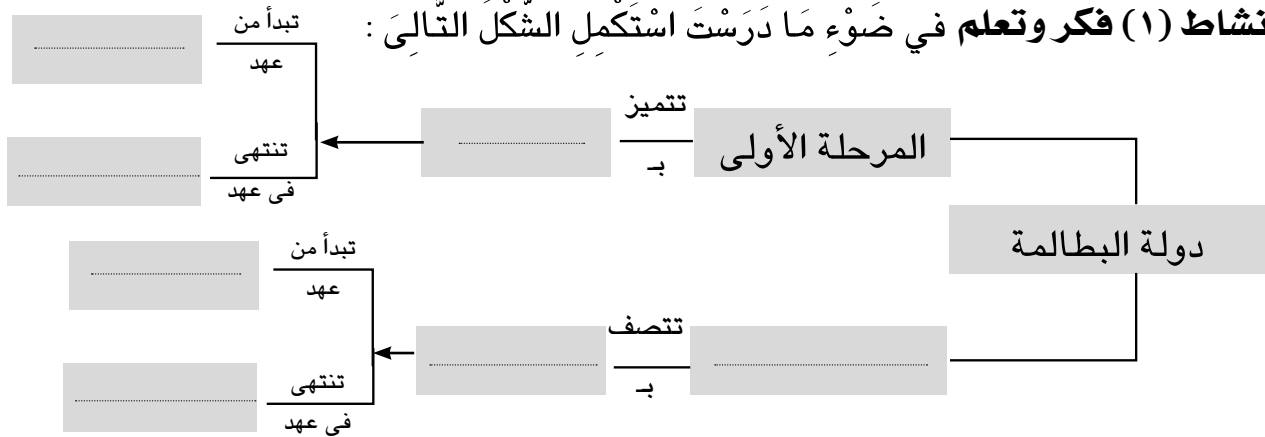 نشاط (١) فكر وتعلم في ضَوْءِ مَا دَرَسْتَ اسْتَكْمِلِ الشَّكْلَ التَّالِىَ :
تبدأ من
عهد
تتميز
بـ
المرحلة الأولى
تنتهى
فى عهد
دولة البطالمة
تبدأ من
عهد
تتصف
بـ
تنتهى
فى عهد